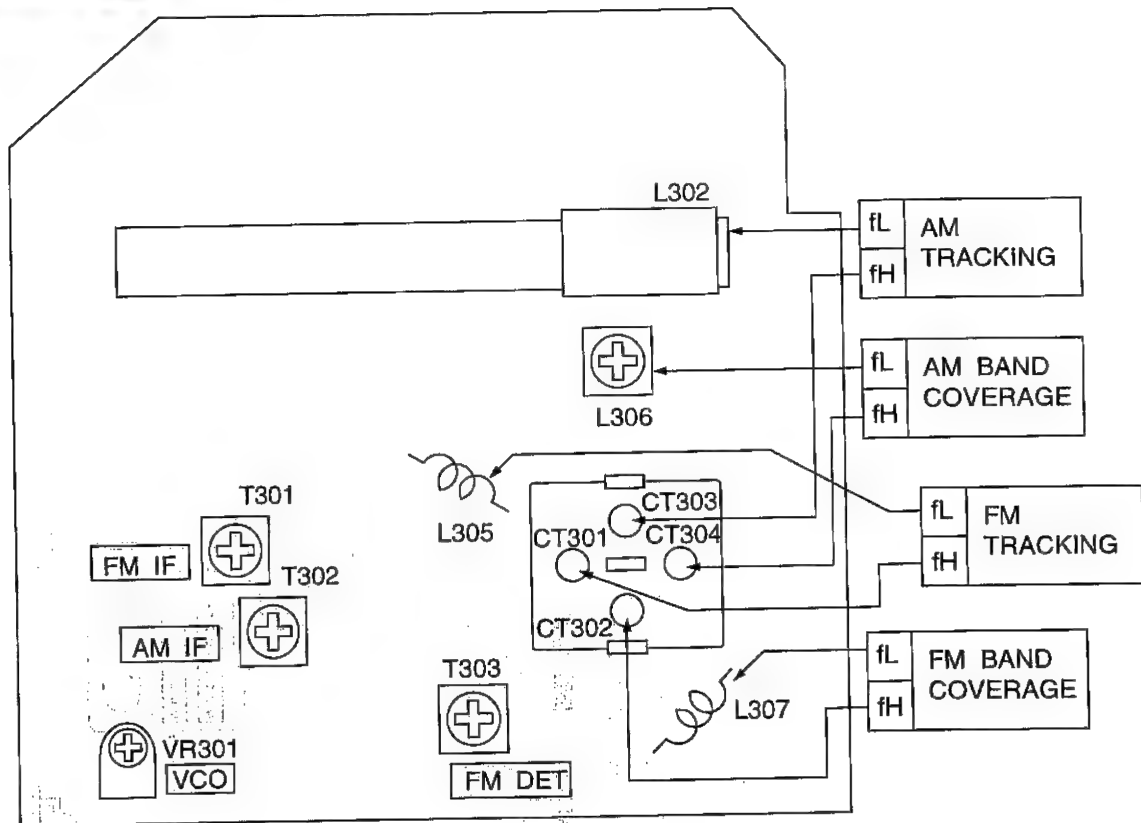 L302
fL
AM
TRACKING
fH
L306
fL
AM BAND
COVERAGE
fH
L305
CT303
CT301
CT304
CT302
fL
FM
TRACKING
fH
T301
FM IF
T302
AM IF
T303
FM DET
L307
fL
FM BAND
COVERAGE
fH
VR301
VCO